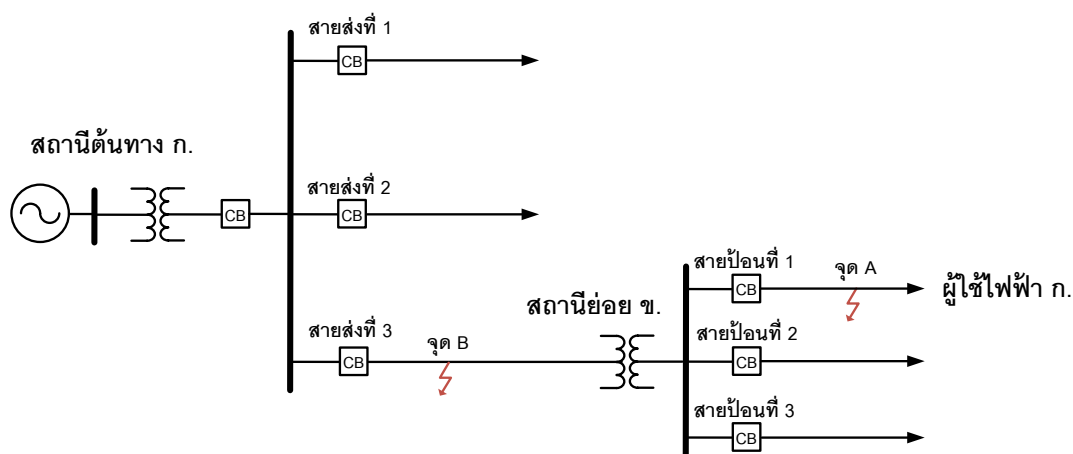 สายส่งที่ 1
CB
สถานีต้นทาง ก.
สายส่งที่ 2
CB
CB
สายป้อนที่ 1
จุด A
CB
ผู้ใช้ไฟฟ้า ก.
สถานีย่อย ข.
สายส่งที่ 3
จุด B
CB
สายป้อนที่ 2
CB
สายป้อนที่ 3
CB